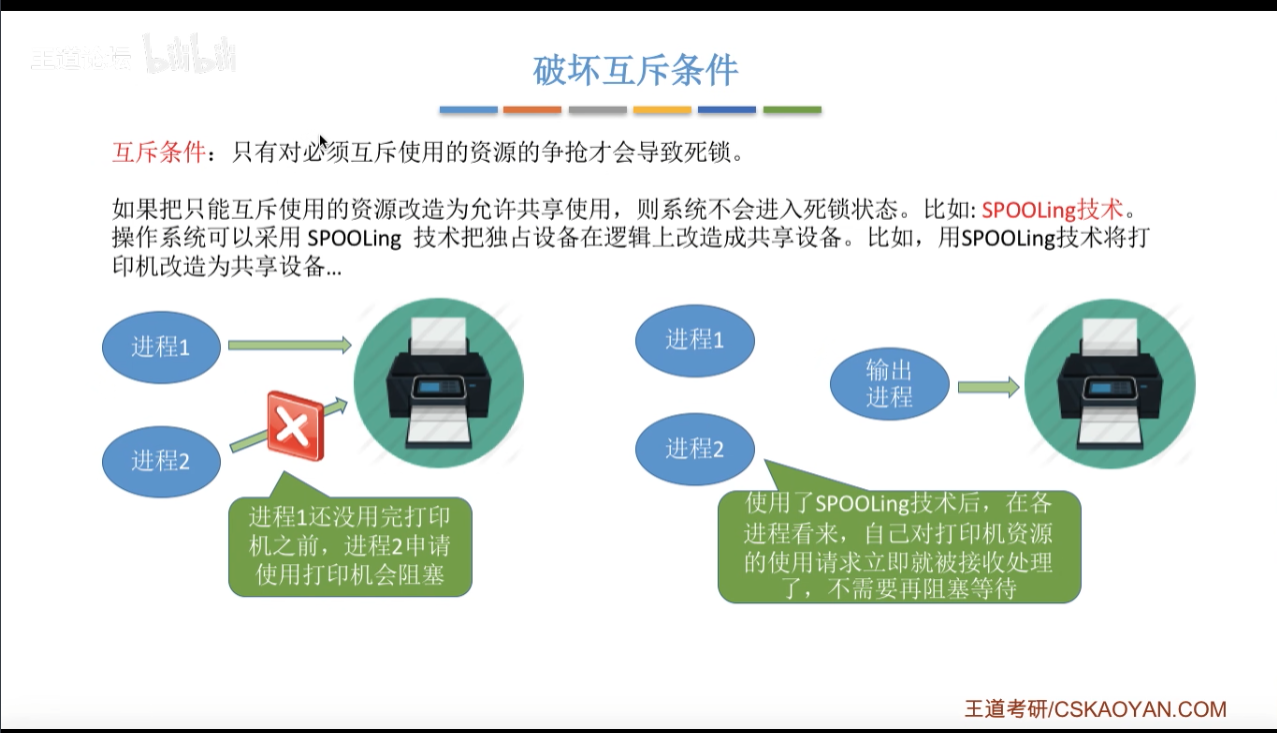 王道论坛 bilibili
破坏互斥条件
互斥条件：只有对必须互斥使用的资源的争抢才会导致死锁。
如果把只能互斥使用的资源改造为允许共享使用，则系统不会进入死锁状态。比如: SPOOLing技术。
操作系统可以采用 SPOOLing 技术把独占设备在逻辑上改造成共享设备。比如，用SPOOLing技术将打
印机改造为共享设备...
进程1
进程2
进程1还没用完打印
机之前，进程2申请
使用打印机会阻塞
进程1
进程2
输出
进程
使用了SPOOLing技术后，在各
进程看来，自己对打印机资源
的使用请求立即就被接收处理
了，不需要再阻塞等待
王道考研/CSKAOYAN.COM